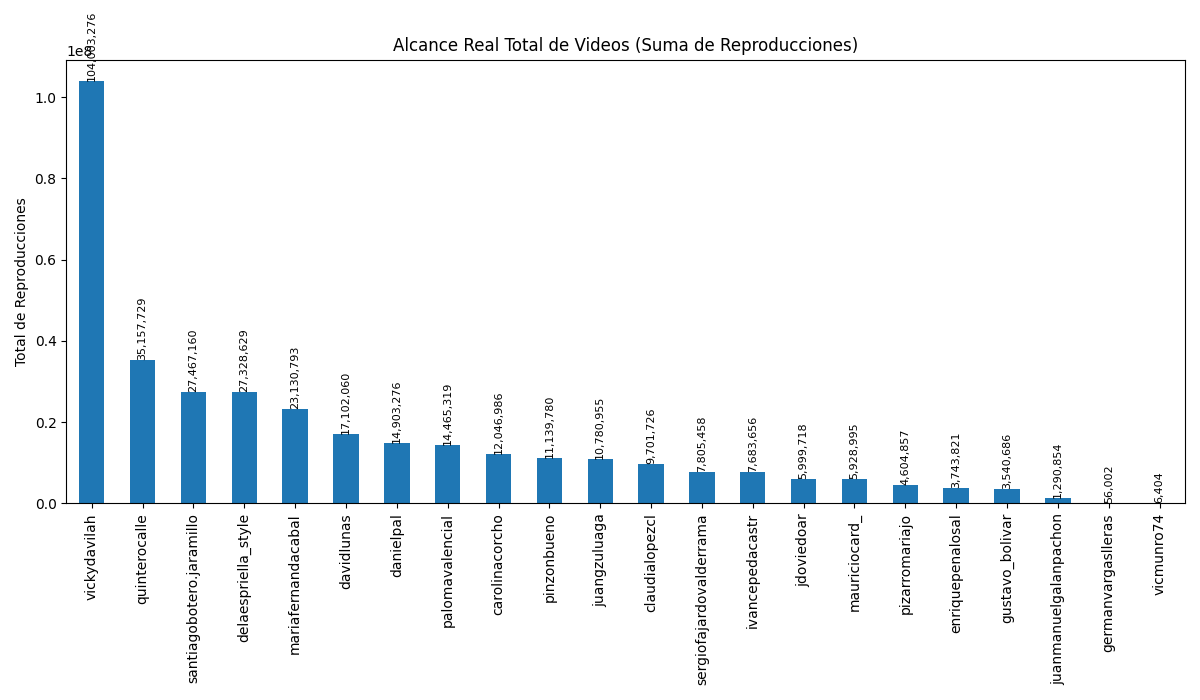 Alcance Real Total de Videos (Suma de Reproducciones)
1e8
Total de Reproducciones
1.0
0.8
0.6
0.4
0.2
0.0
104,003,276
35,157,729
27,467,160
27,328,629
23,130,793
17,102,060
14,903,276
14,465,319
12,046,986
11,139,780
10,780,955
9,701,726
7,805,458
7,683,656
5,999,718
5,928,995
4,604,857
3,743,821
3,540,686
1,290,854
56,002
6,404
vickydavilah
quinterocalle
santiagobotero.jaramillo
delaespriella_style
mariafernandacabal
davidlunas
danielpal
palomavalencial
carolinacorcho
pinzonbueno
juangzuluaga
claudialopezcl
sergiofajardovalderrama
ivancepedacastr
jdoviedoar
mauriciocard_
pizarromariajo
enriquepenalosal
gustavo_bolivar
juanmanuelgalanpachon
germanvargaslleras
vicmunro74